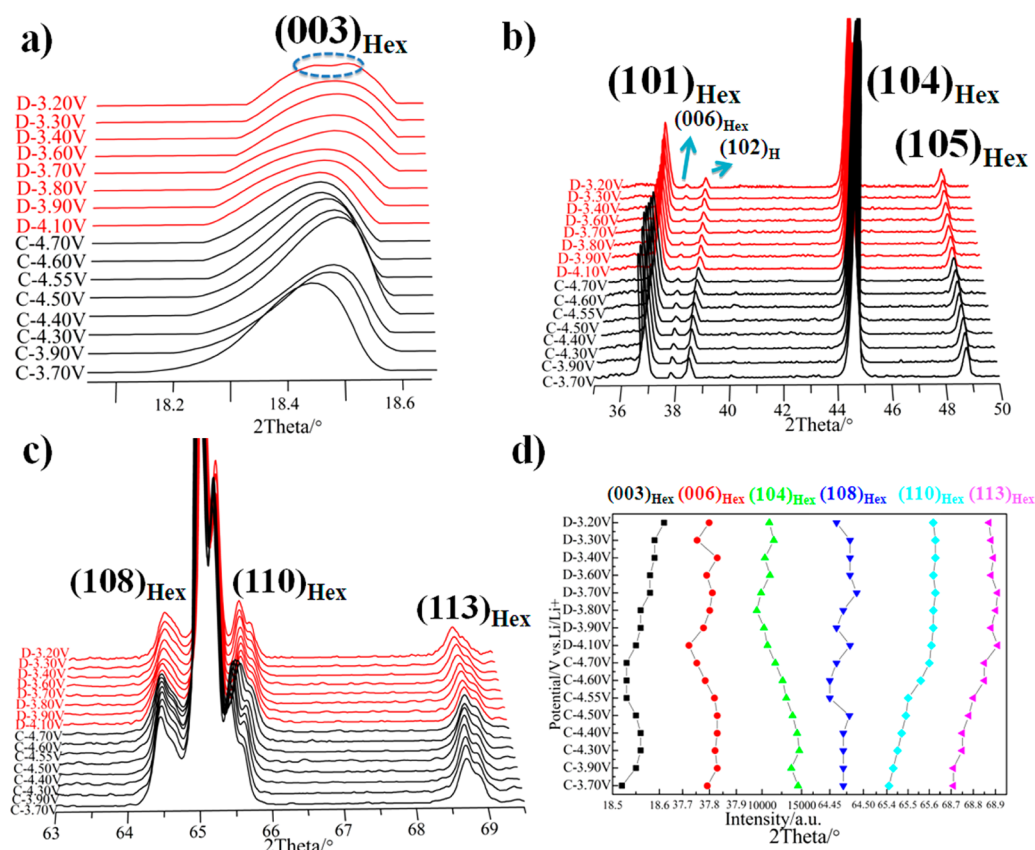 a)
(003)Hex
D-3.20V
D-3.30V
D-3.40V
D-3.60V
D-3.70V
D-3.80V
D-3.90V
D-4.10V
C-4.70V
C-4.60V
C-4.55V
C-4.50V
C-4.40V
C-4.30V
C-3.90V
C-3.70V
18.2 18.4 18.6
2Theta/°
b)
(101)Hex
(006)Hex
(102)H
(104)Hex
(105)Hex
D-3.20V
D-3.30V
D-3.40V
D-3.60V
D-3.70V
D-3.80V
D-3.90V
D-4.10V
C-4.70V
C-4.60V
C-4.55V
C-4.50V
C-4.40V
C-4.30V
C-3.90V
C-3.70V
36 38 40 42 44 46 48 50
2Theta/°
c)
(108)Hex
(110)Hex
(113)Hex
D-3.20V
D-3.30V
D-3.40V
D-3.60V
D-3.70V
D-3.80V
D-3.90V
D-4.10V
C-4.70V
C-4.60V
C-4.55V
C-4.50V
C-4.40V
C-4.30V
C-3.90V
C-3.70V
63 64 65 66 67 68 69
2Theta/°
d)
(003)Hex (006)Hex (104)Hex (108)Hex (110)Hex (113)Hex
Potential/V vs.Li/Li+
D-3.20V
D-3.30V
D-3.40V
D-3.60V
D-3.70V
D-3.80V
D-3.90V
D-4.10V
C-4.70V
C-4.60V
C-4.55V
C-4.50V
C-4.40V
C-4.30V
C-3.90V
C-3.70V
18.5 18.6 37.7 37.8 37.9 10000 15000 64.45 64.50 65.4 65.5 65.6 68.7 68.8 68.9
Intensity/a.u.
2Theta/°